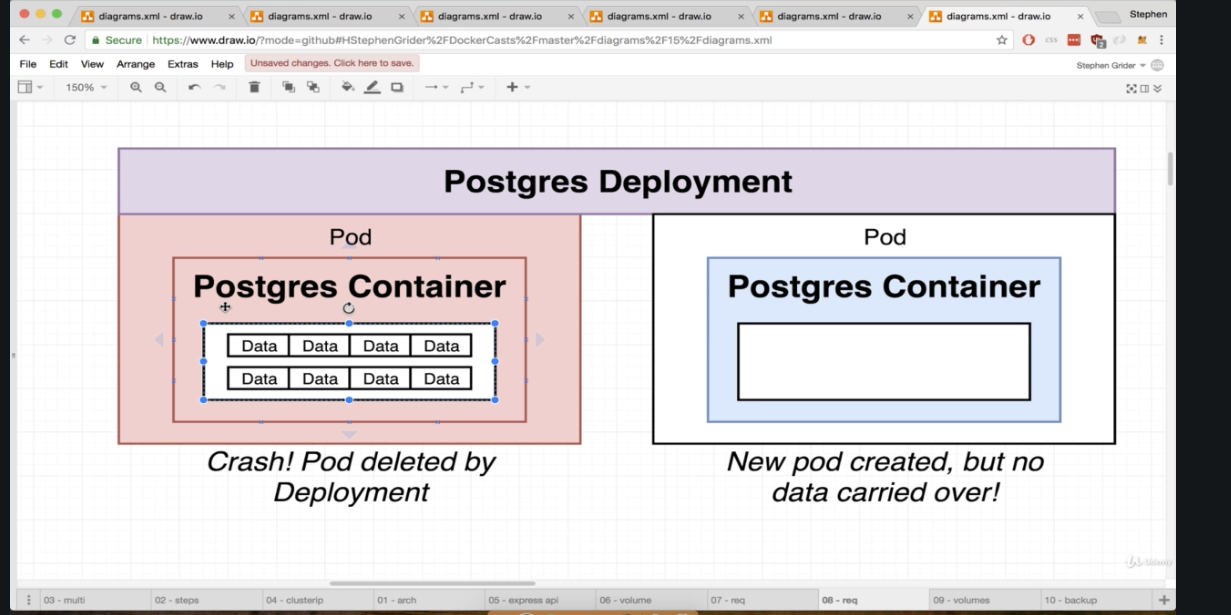 diagrams.xml - draw.io
diagrams.xml - draw.io
diagrams.xml - draw.io
diagrams.xml - draw.io
diagrams.xml - draw.io
diagrams.xml - draw.io
Stephen
Secure https://www.draw.io/?mode=github#HStephenGrider%2FDockerCasts%2Fmaster%2Fdiagrams%2F15%2Fdiagrams.xml
File Edit View Arrange Extras Help Unsaved changes. Click here to save.
Stephen Grider
150%
Postgres Deployment
Pod
Postgres Container
Data Data Data Data
Data Data Data Data
Crash! Pod deleted by
Deployment
Pod
Postgres Container
New pod created, but no
data carried over!
Udemy
03 - multi 02 - steps 04 - clusterip 01 - arch 05 - express api 06 - volume 07 - req 08 - req 09 - volumes 10 - backup